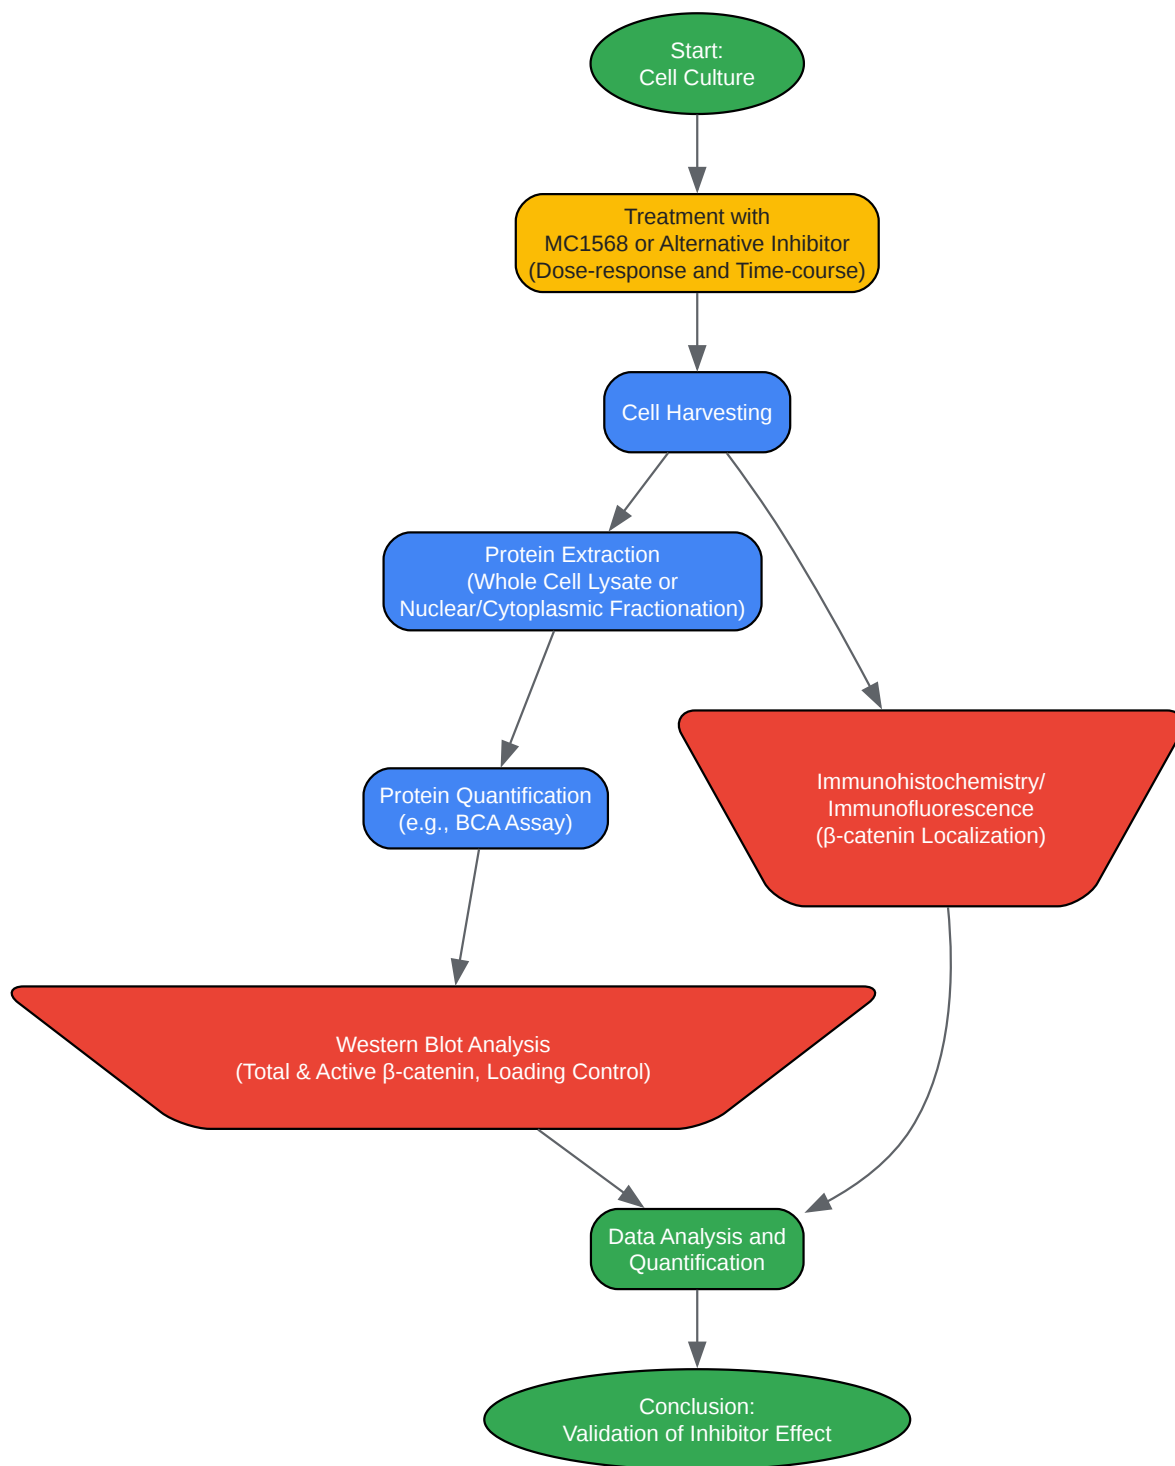 Start:
Cell Culture
Treatment with
MC1568 or Alternative Inhibitor
(Dose-response and Time-course)
Cell Harvesting
Protein Extraction
(Whole Cell Lysate or
Nuclear/Cytoplasmic Fractionation)
Protein Quantification
(e.g., BCA Assay)
Immunohistochemistry/
Immunofluorescence
(β-catenin Localization)
Western Blot Analysis
(Total & Active β-catenin, Loading Control)
Data Analysis and
Quantification
Conclusion:
Validation of Inhibitor Effect